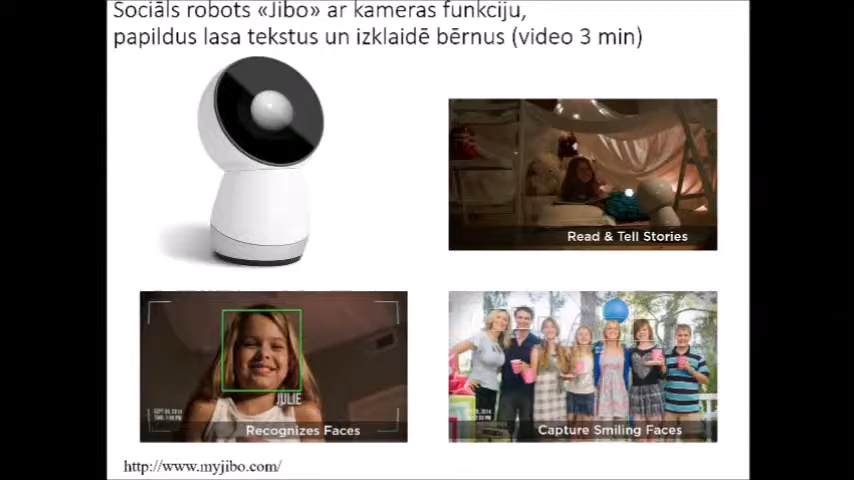 Sociāls robots «Jibo» ar kameras funkciju,
papildus lasa tekstus un izklaidē bērnus (video 3 min)
Read & Tell Stories
JULIE
Recognizes Faces
Capture Smiling Faces
http://www.myjibo.com/